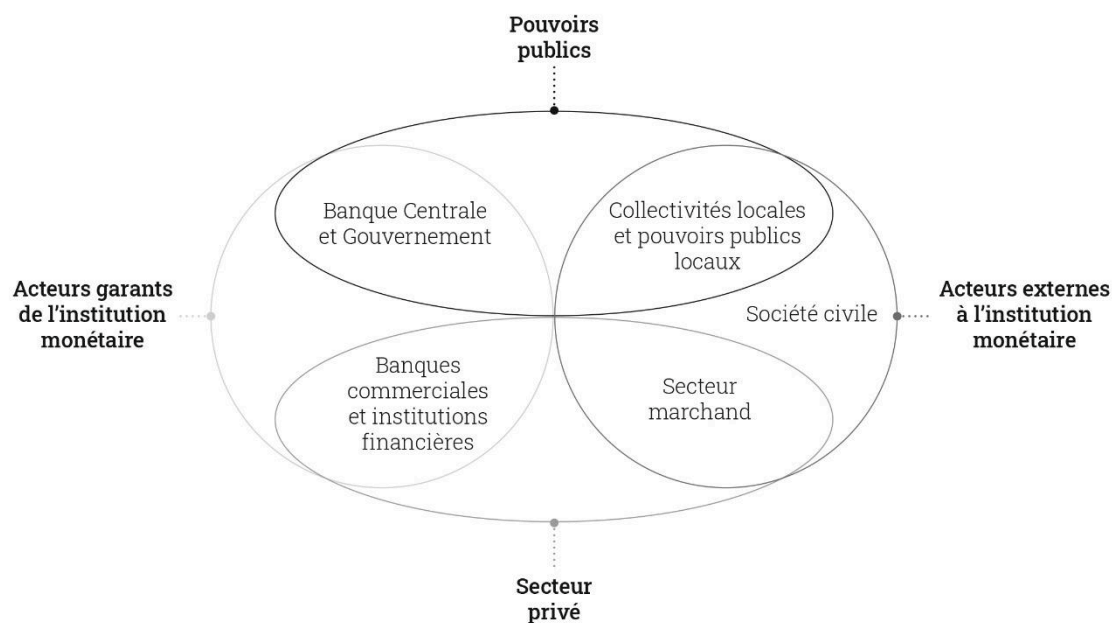 Pouvoirs
publics
Banque Centrale
et Gouvernement
Collectivités locales
et pouvoirs publics
locaux
Acteurs garants
de l’institution
monétaire
Société civile
Acteurs externes
à l’institution
monétaire
Banques
commerciales
et institutions
financières
Secteur
marchand
Secteur
privé